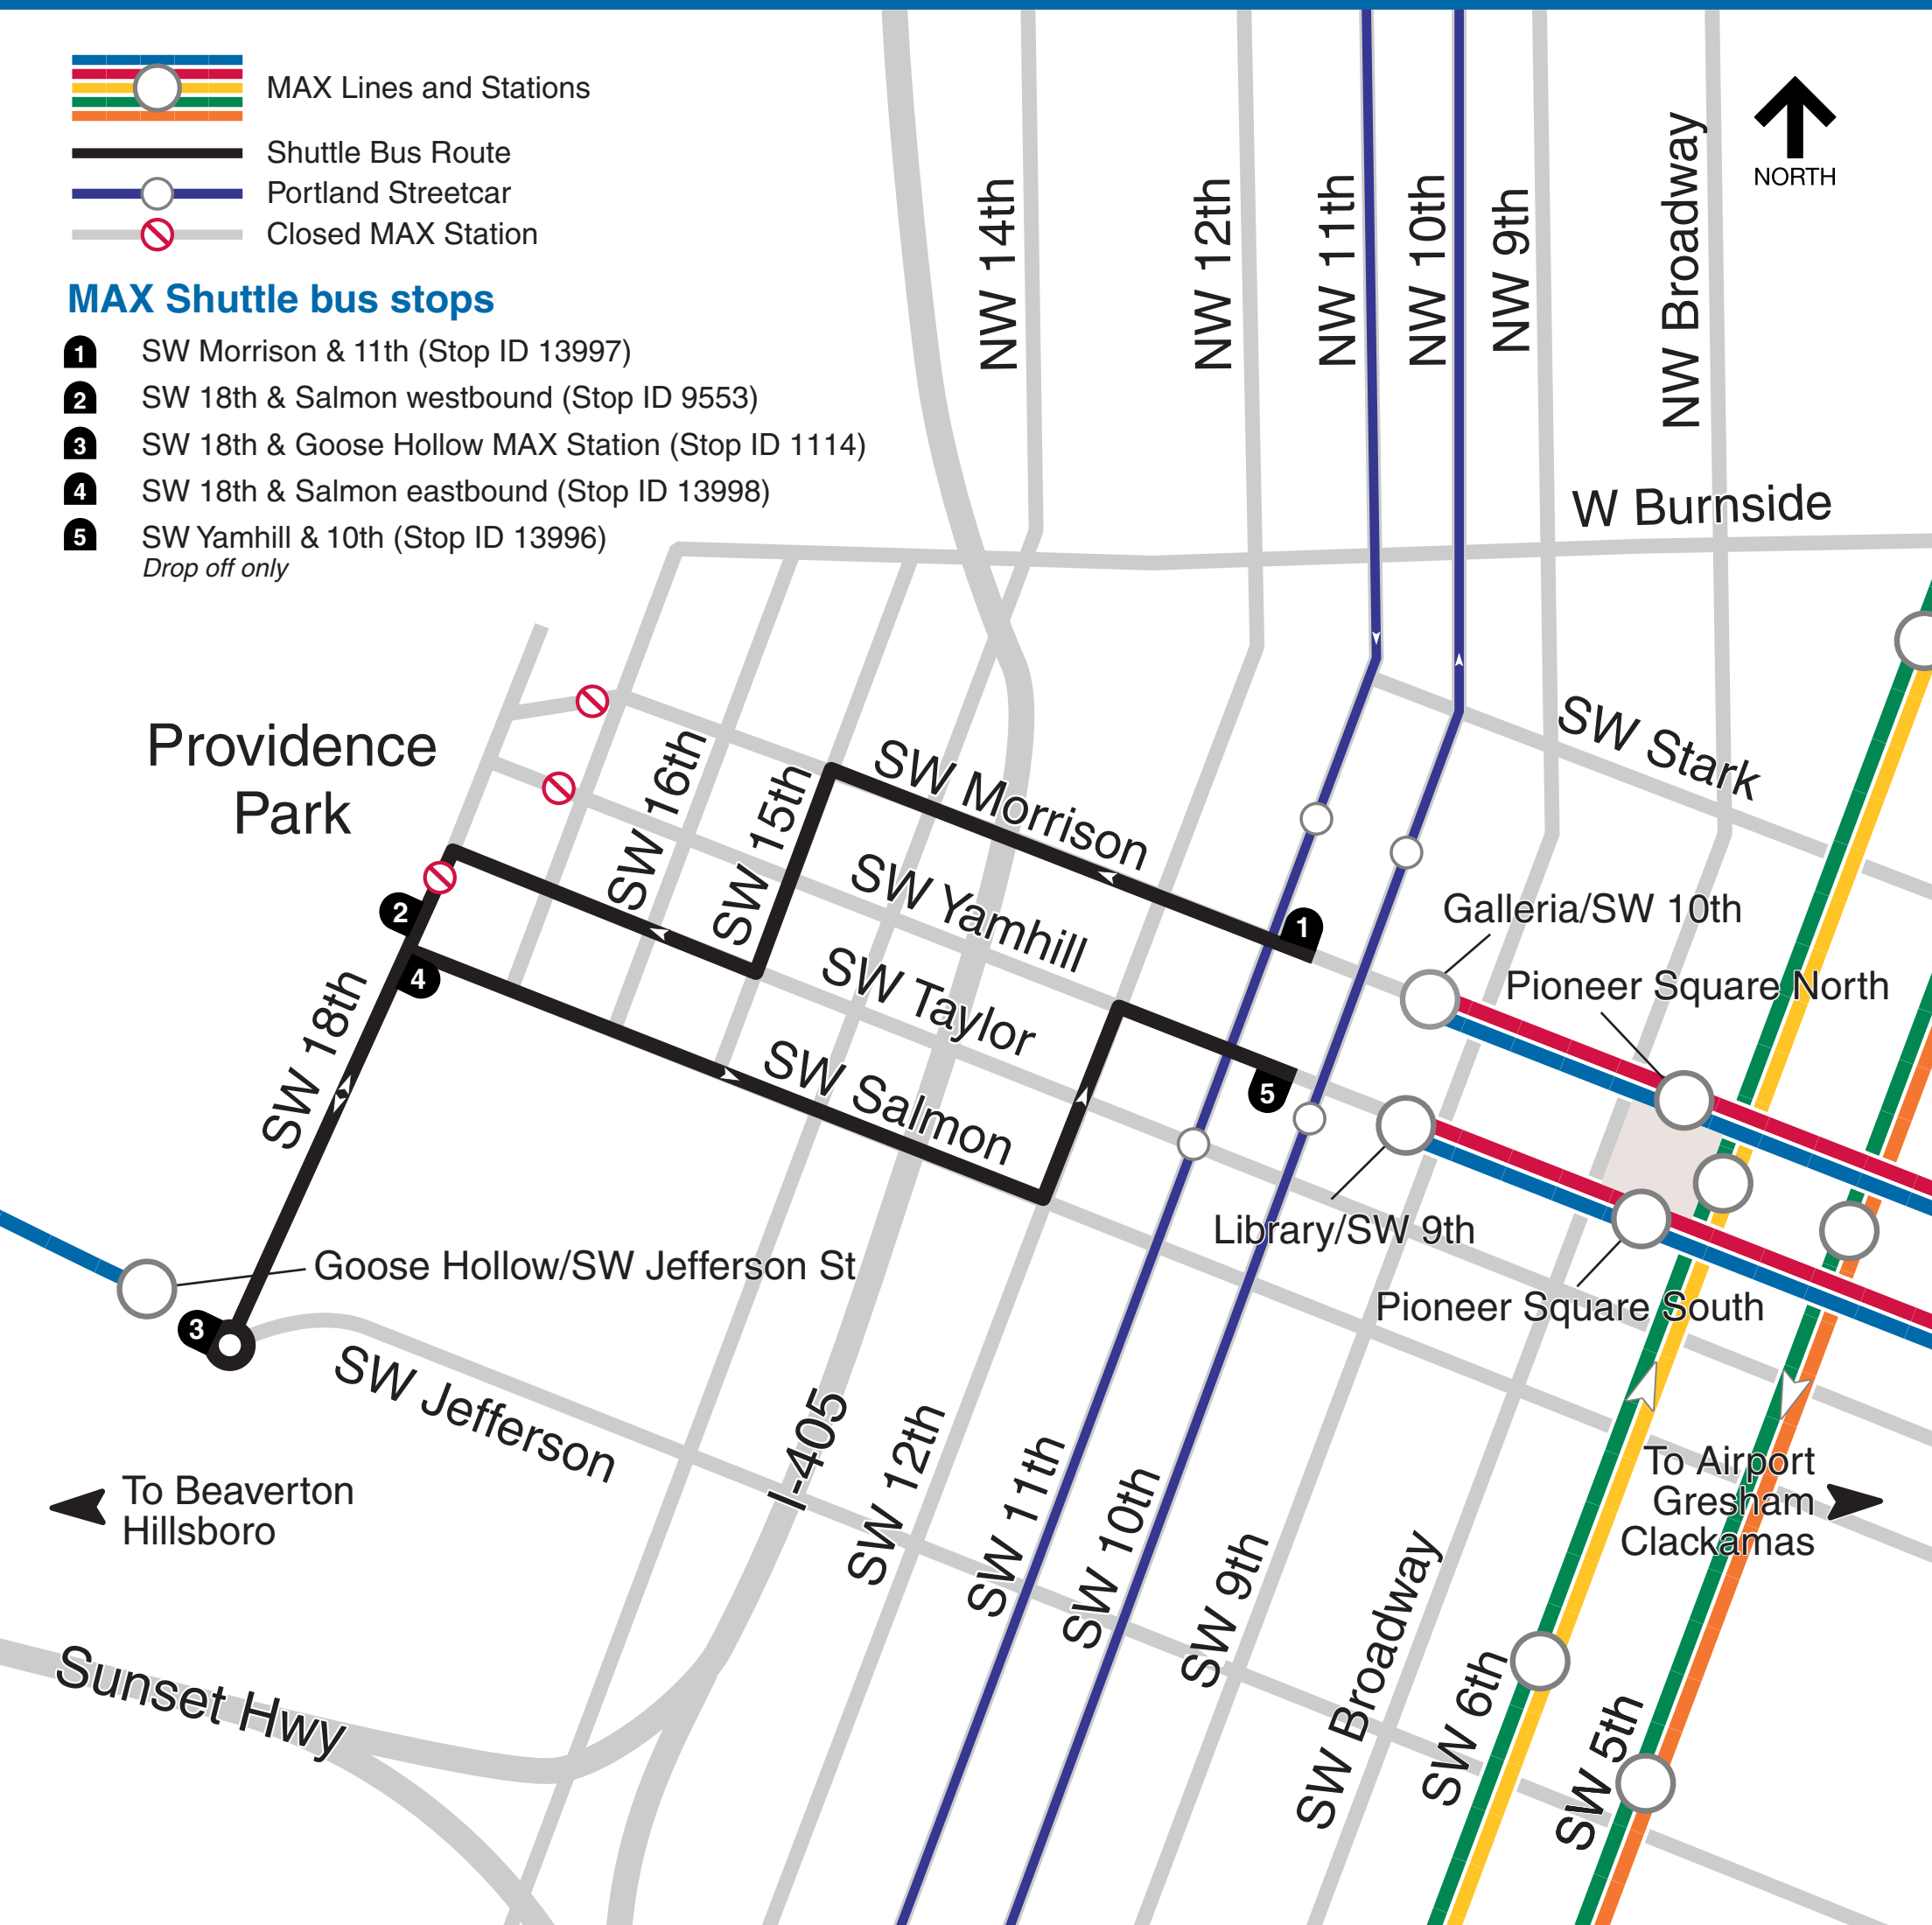 MAX Lines and Stations
Shuttle Bus Route
Portland Streetcar
Closed MAX Station
MAX Shuttle bus stops
1 SW Morrison & 11th (Stop ID 13997)
2 SW 18th & Salmon westbound (Stop ID 9553)
3 SW 18th & Goose Hollow MAX Station (Stop ID 1114)
4 SW 18th & Salmon eastbound (Stop ID 13998)
5 SW Yamhill & 10th (Stop ID 13996)
Drop off only
NORTH
NW 14th
NW 12th
NW 11th
NW 10th
NW 9th
NW Broadway
W Burnside
SW Stark
Providence
Park
SW 16th
SW 15th
SW Morrison
SW Yamhill
SW Taylor
SW Salmon
SW 18th
1
2
4
5
3
Galleria/SW 10th
Pioneer Square North
Library/SW 9th
Pioneer Square South
Goose Hollow/SW Jefferson St
SW Jefferson
I-405
SW 12th
SW 11th
SW 10th
SW 9th
SW Broadway
SW 6th
SW 5th
To Beaverton
Hillsboro
To Airport
Gresham
Clackamas
Sunset Hwy